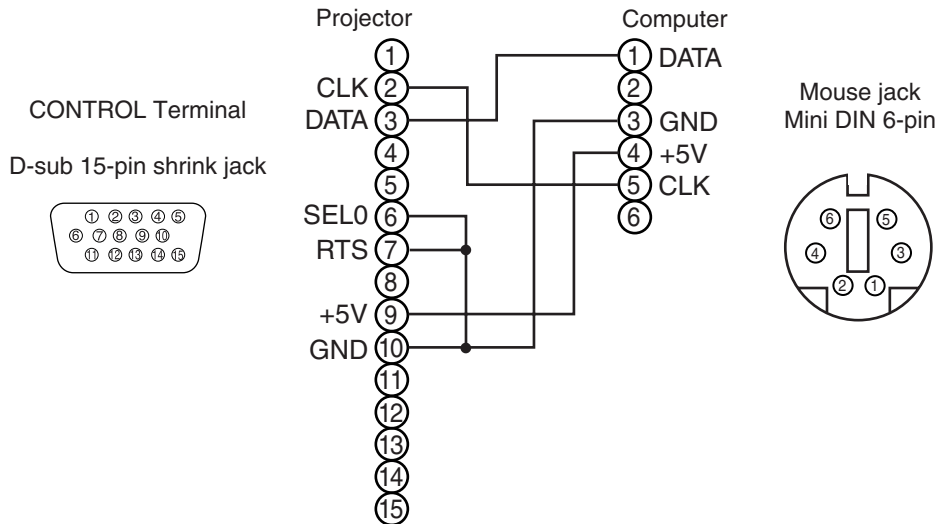 Projector
Computer
CONTROL Terminal
D-sub 15-pin shrink jack
1 2 3 4 5
6 7 8 9 10
11 12 13 14 15
1
CLK 2
DATA 3
4
5
SEL0 6
RTS 7
8
+5V 9
GND 10
11
12
13
14
15
1 DATA
2
3 GND
4 +5V
5 CLK
6
Mouse jack
Mini DIN 6-pin
6 5
4 3
2 1